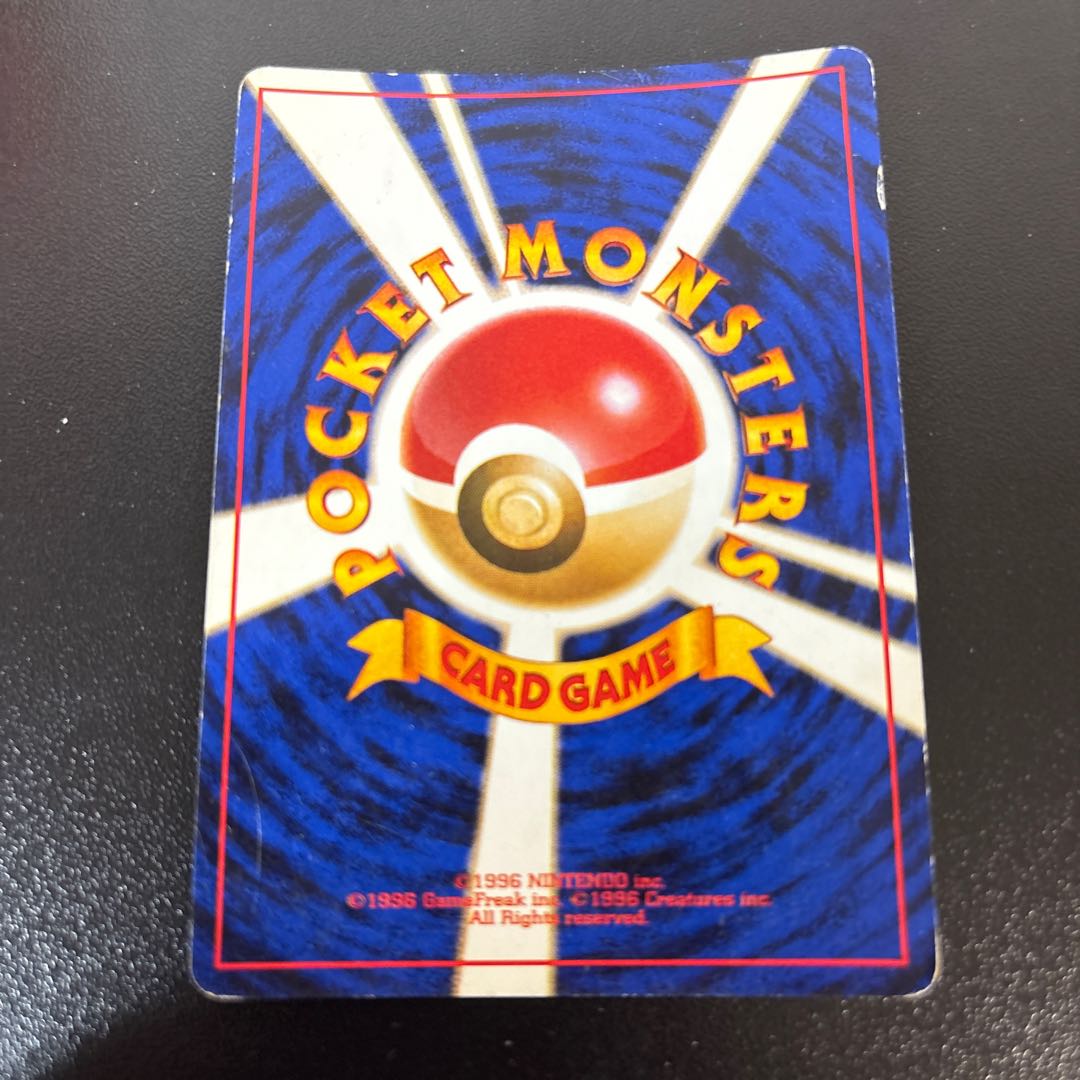 POCKET MONSTERS
CARD GAME
©1996 NINTENDO inc.
©1996 GameFreak inc. ©1996 Creatures inc.
All Rights reserved.